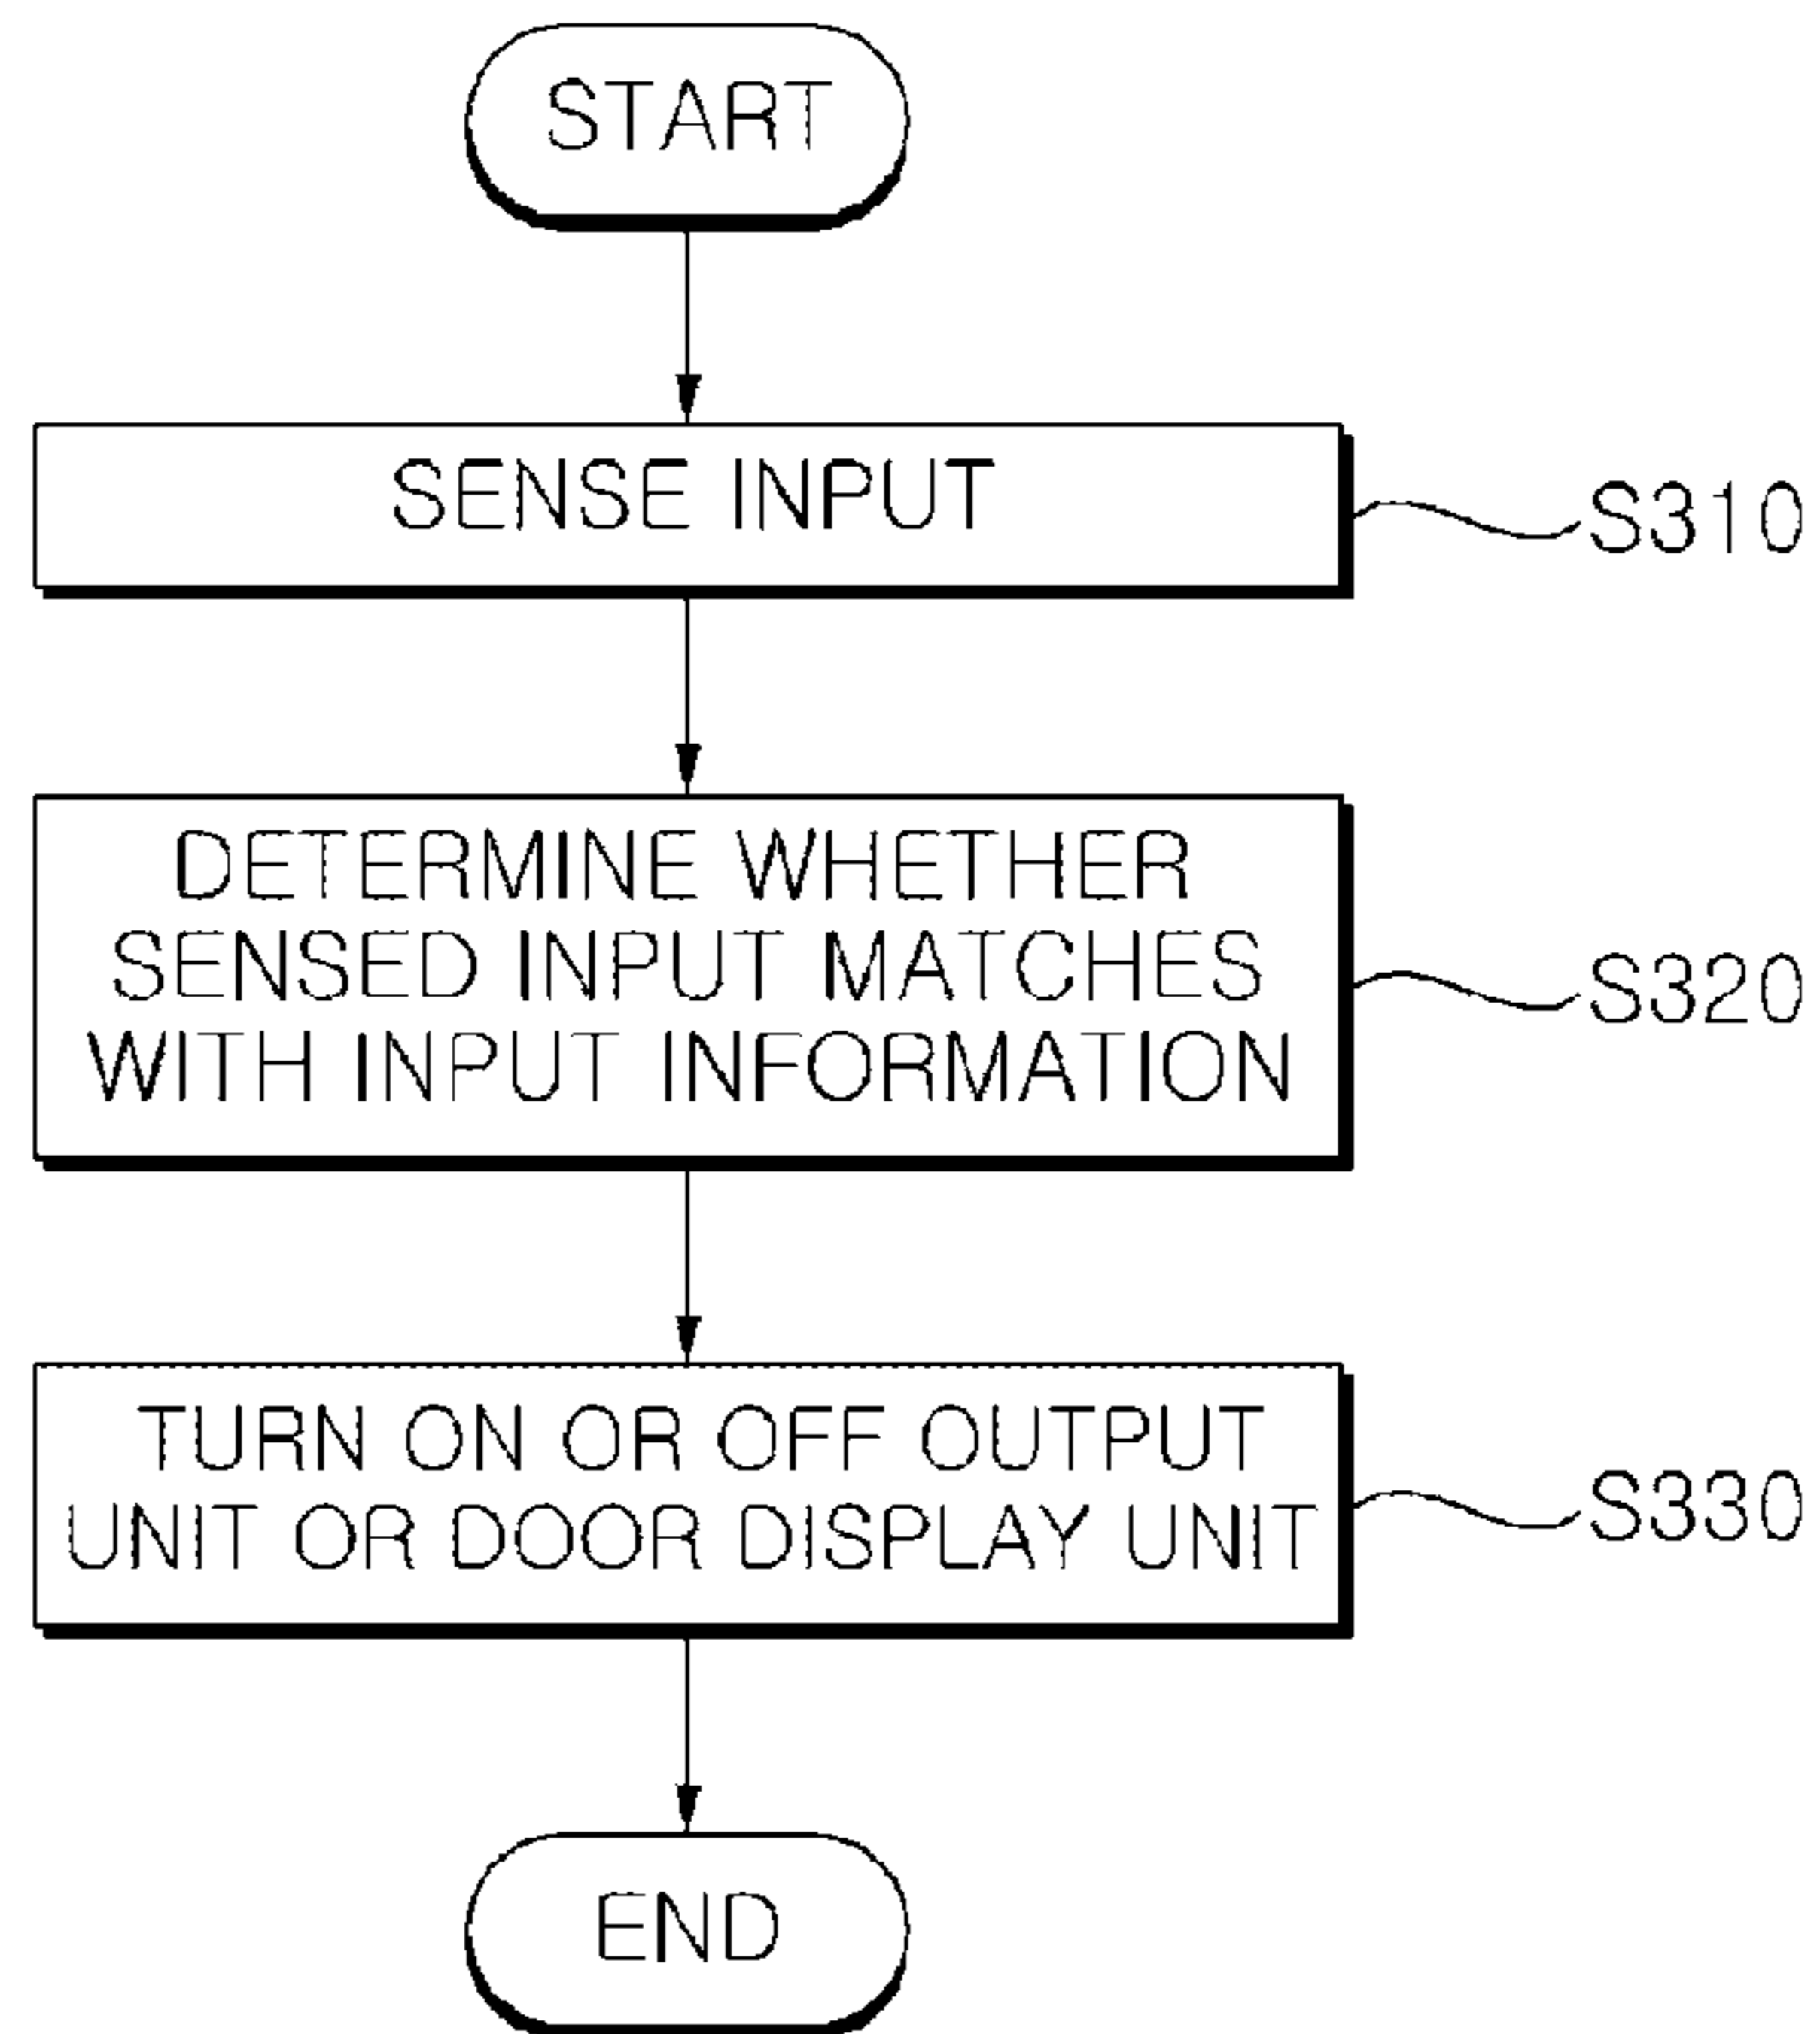 START
SENSE INPUT
S310
DETERMINE WHETHER
SENSED INPUT MATCHES
WITH INPUT INFORMATION
S320
TURN ON OR OFF OUTPUT
UNIT OR DOOR DISPLAY UNIT
S330
END